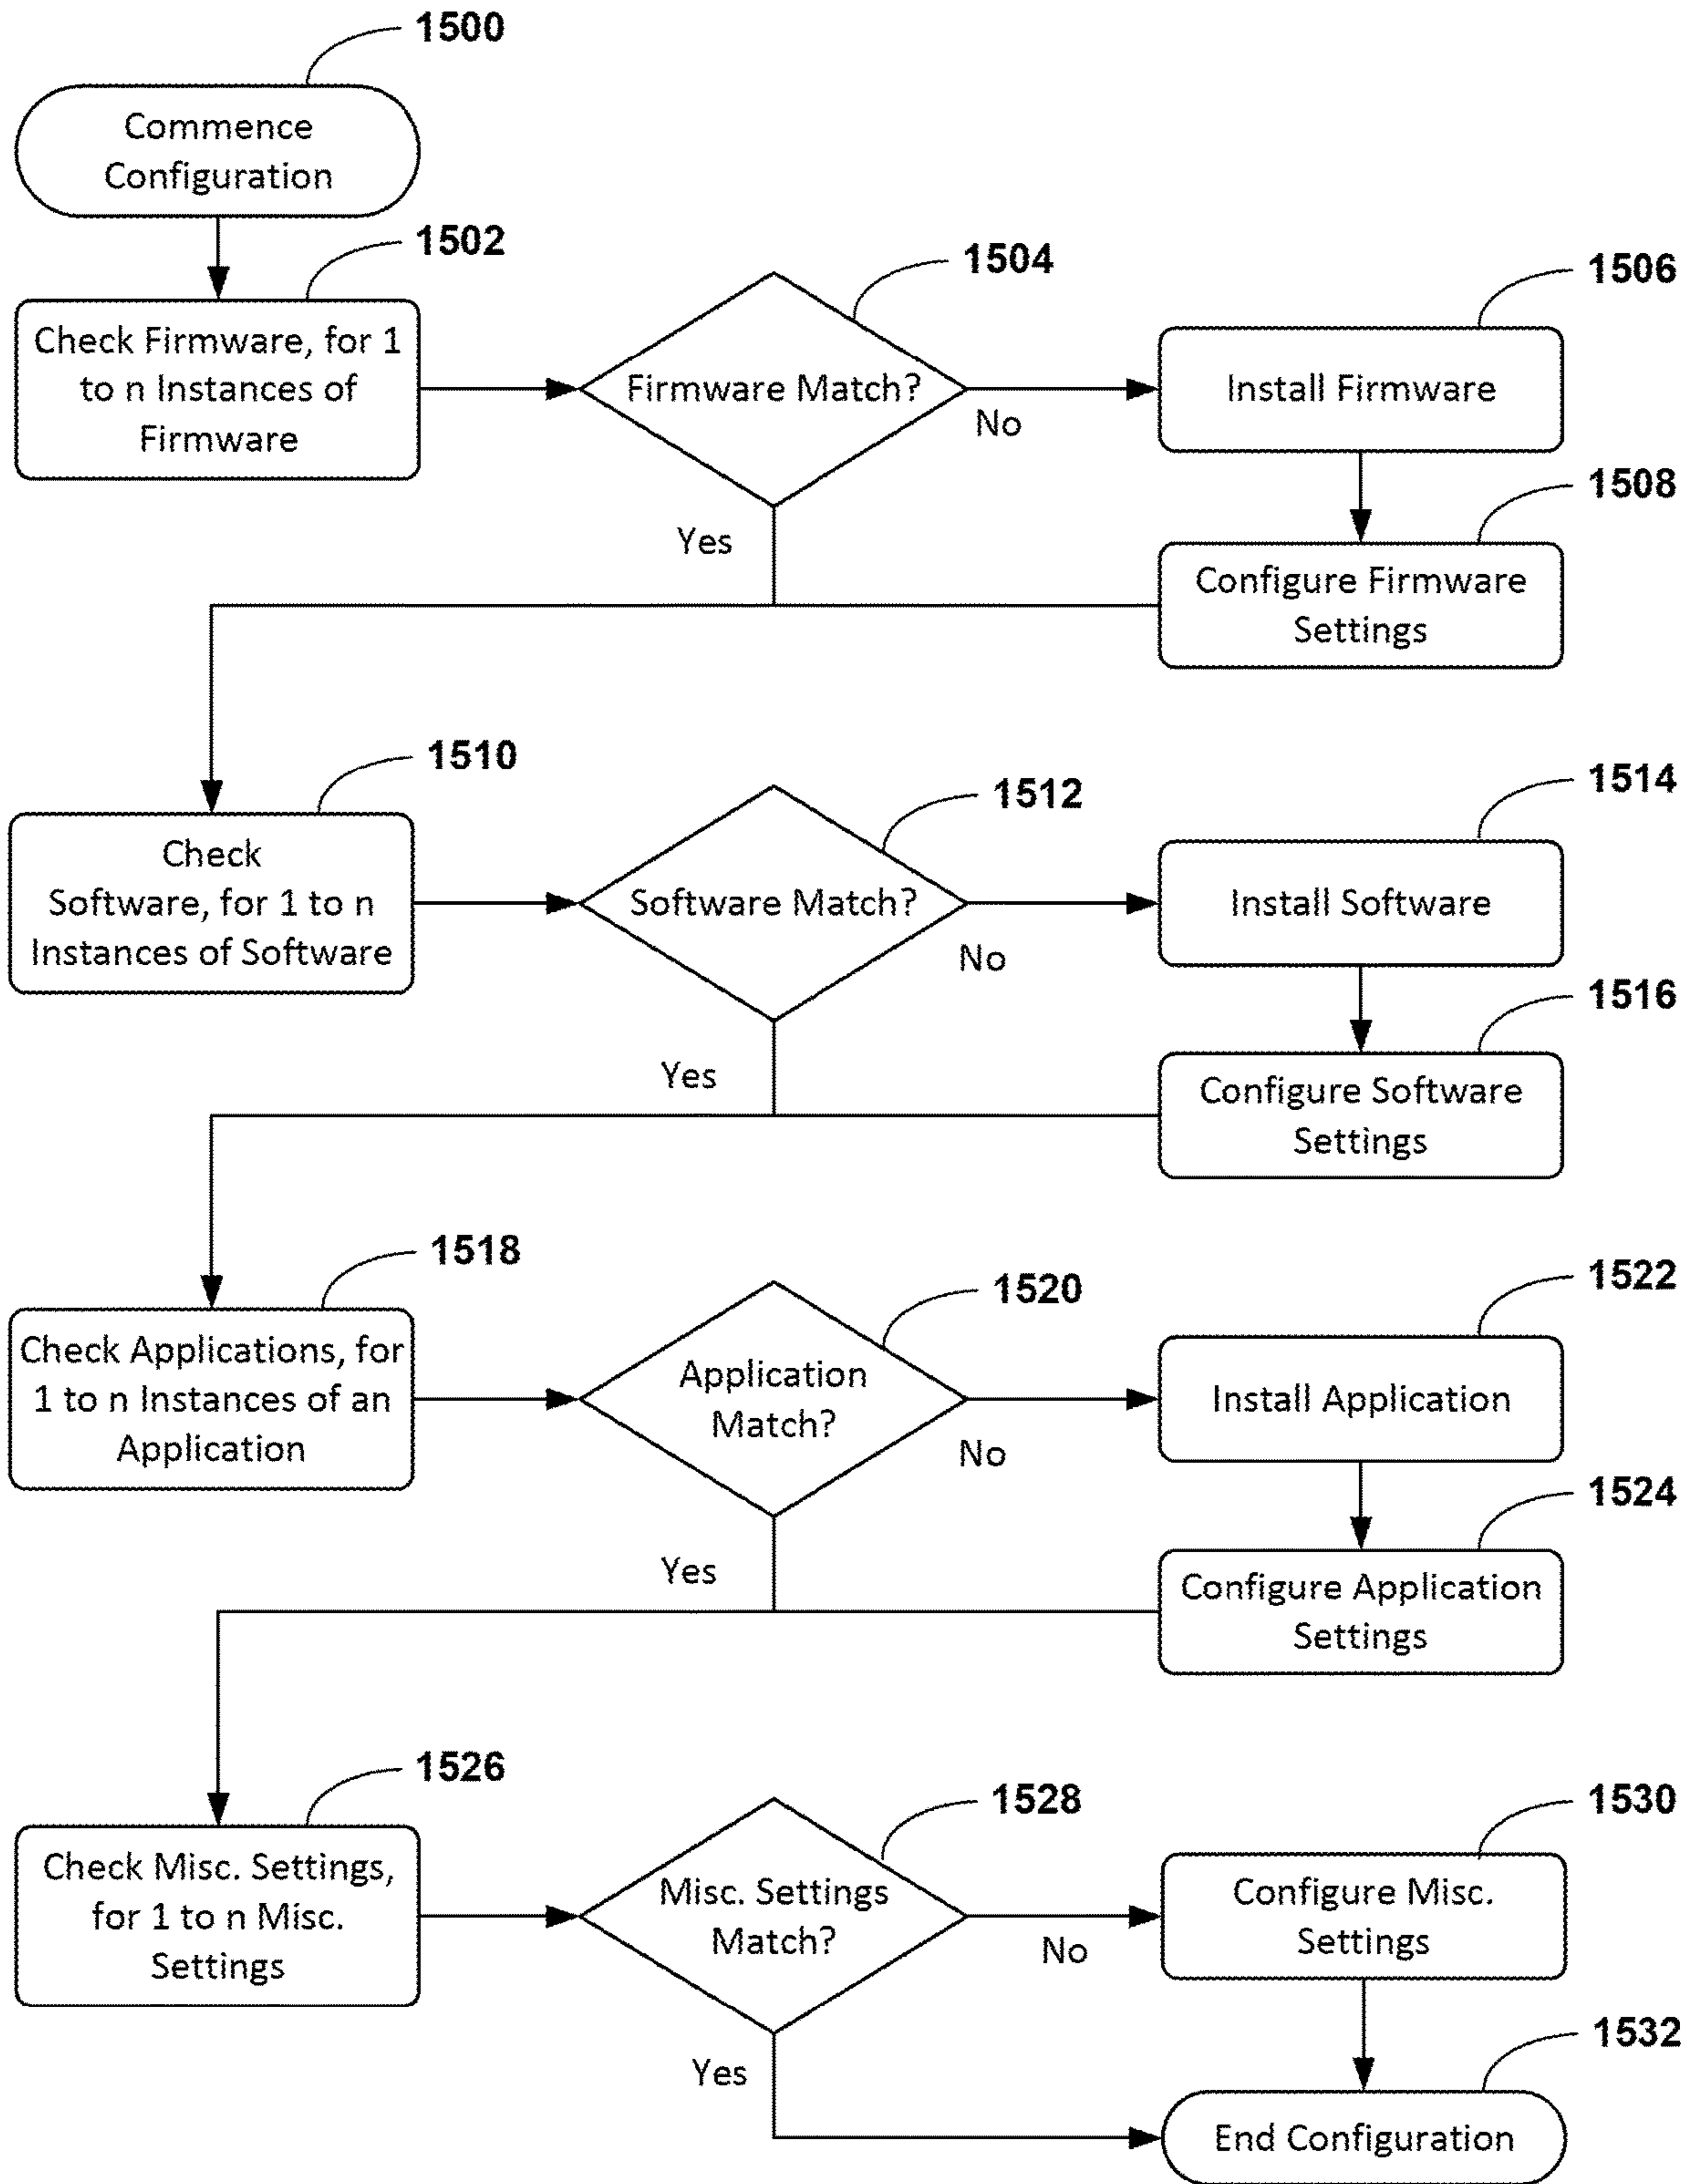 1500
Commence
Configuration
1502
Check Firmware, for 1
to n Instances of
Firmware
1504
Firmware Match?
No
Yes
1506
Install Firmware
1508
Configure Firmware
Settings
1510
Check
Software, for 1 to n
Instances of Software
1512
Software Match?
No
Yes
1514
Install Software
1516
Configure Software
Settings
1518
Check Applications, for
1 to n Instances of an
Application
1520
Application
Match?
No
Yes
1522
Install Application
1524
Configure Application
Settings
1526
Check Misc. Settings,
for 1 to n Misc.
Settings
1528
Misc. Settings
Match?
No
Yes
1530
Configure Misc.
Settings
1532
End Configuration